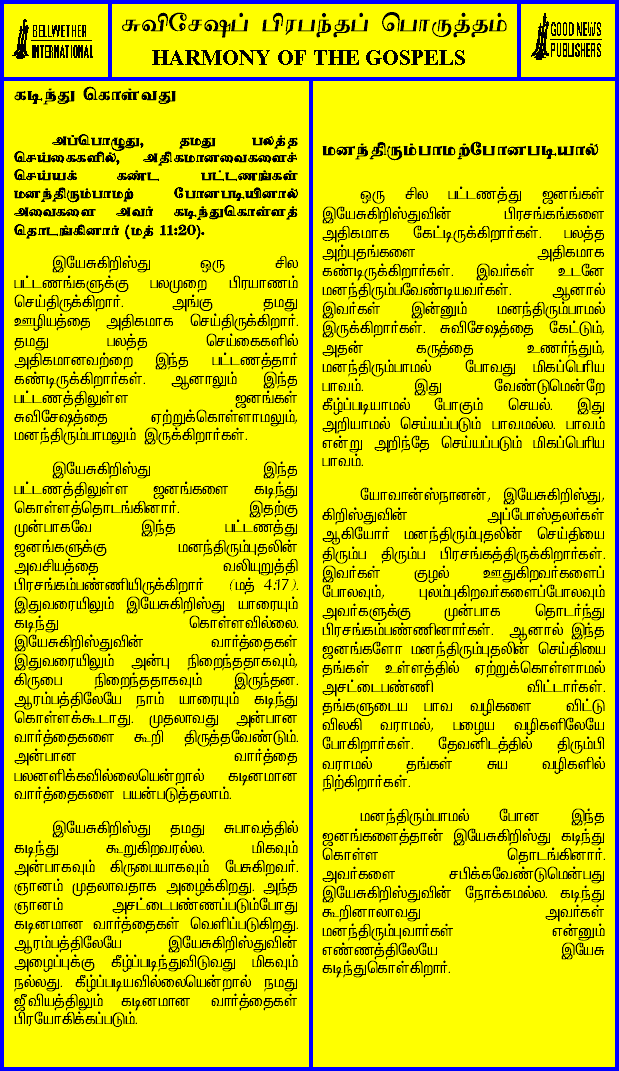 BELLWETHER
INTERNATIONAL
சுவிசேஷப் பிரபந்தப் பொருத்தம்
HARMONY OF THE GOSPELS
GOOD NEWS
PUBLISHERS
கடிந்து கொள்வது
அப்பொழுது, தமது பலத்த
செய்கைகளில், அதிகமானவைகளைச்
செய்யக் கண்ட பட்டணங்கள்
மனந்திரும்பாமற் போனபடியினால்
அவைகளை அவர் கடிந்துகொள்ளத்
தொடங்கினார் (மத் 11:20).
இயேசுகிறிஸ்து ஒரு சில
பட்டணங்களுக்கு பலமுறை பிரயாணம்
செய்திருக்கிறார். அங்கு தமது
ஊழியத்தை அதிகமாக செய்திருக்கிறார்.
தமது பலத்த செய்கைகளில்
அதிகமானவற்றை இந்த பட்டணத்தார்
கண்டிருக்கிறார்கள். ஆனாலும் இந்த
பட்டணத்திலுள்ள ஜனங்கள்
சுவிசேஷத்தை ஏற்றுக்கொள்ளாமலும்,
மனந்திரும்பாமலும் இருக்கிறார்கள்.
இயேசுகிறிஸ்து இந்த
பட்டணத்திலுள்ள ஜனங்களை கடிந்து
கொள்ளத்தொடங்கினார். இதற்கு
முன்பாகவே இந்த பட்டணத்து
ஜனங்களுக்கு மனந்திரும்புதலின்
அவசியத்தை வலியுறுத்தி
பிரசங்கம்பண்ணியிருக்கிறார் (மத் 4:17).
இதுவரையிலும் இயேசுகிறிஸ்து யாரையும்
கடிந்து கொள்ளவில்லை.
இயேசுகிறிஸ்துவின் வார்த்தைகள்
இதுவரையிலும் அன்பு நிறைந்ததாகவும்,
கிருபை நிறைந்ததாகவும் இருந்தன.
ஆரம்பத்திலேயே நாம் யாரையும் கடிந்து
கொள்ளக்கூடாது. முதலாவது அன்பான
வார்த்தைகளை கூறி திருத்தவேண்டும்.
அன்பான வார்த்தை
பலனளிக்கவில்லையென்றால் கடினமான
வார்த்தைகளை பயன்படுத்தலாம்.
இயேசுகிறிஸ்து தமது சுபாவத்தில்
கடிந்து கூறுகிறவரல்ல. மிகவும்
அன்பாகவும் கிருபையாகவும் பேசுகிறவர்.
ஞானம் முதலாவதாக அழைக்கிறது. அந்த
ஞானம் அசட்டைபண்ணப்படும்போது
கடினமான வார்த்தைகள் வெளிப்படுகிறது.
ஆரம்பத்திலேயே இயேசுகிறிஸ்துவின்
அழைப்புக்கு கீழ்ப்படிந்துவிடுவது மிகவும்
நல்லது. கீழ்ப்படியவில்லையென்றால் நமது
ஜீவியத்திலும் கடினமான வார்த்தைகள்
பிரயோகிக்கப்படும்.
மனந்திரும்பாமற்போனபடியால்
ஒரு சில பட்டணத்து ஜனங்கள்
இயேசுகிறிஸ்துவின் பிரசங்கங்களை
அதிகமாக கேட்டிருக்கிறார்கள். பலத்த
அற்புதங்களை அதிகமாக
கண்டிருக்கிறார்கள். இவர்கள் உடனே
மனந்திரும்பவேண்டியவர்கள். ஆனால்
இவர்கள் இன்னும் மனந்திரும்பாமல்
இருக்கிறார்கள். சுவிசேஷத்தை கேட்டும்,
அதன் கருத்தை உணர்ந்தும்,
மனந்திரும்பாமல் போவது மிகப்பெரிய
பாவம். இது வேண்டுமென்றே
கீழ்ப்படியாமல் போகும் செயல். இது
அறியாமல் செய்யப்படும் பாவமல்ல. பாவம்
என்று அறிந்தே செய்யப்படும் மிகப்பெரிய
பாவம்.
யோவான்ஸ்நானன், இயேசுகிறிஸ்து,
கிறிஸ்துவின் அப்போஸ்தலர்கள்
ஆகியோர் மனந்திரும்புதலின் செய்தியை
திரும்ப திரும்ப பிரசங்கத்திருக்கிறார்கள்.
இவர்கள் குழல் ஊதுகிறவர்களைப்
போலவும், புலம்புகிறவர்களைப்போலவும்
அவர்களுக்கு முன்பாக தொடர்ந்து
பிரசங்கம்பண்ணினார்கள். ஆனால் இந்த
ஜனங்களோ மனந்திரும்புதலின் செய்தியை
தங்கள் உள்ளத்தில் ஏற்றுக்கொள்ளாமல்
அசட்டைபண்ணி விட்டார்கள்.
தங்களுடைய பாவ வழிகளை விட்டு
விலகி வராமல், பழைய வழிகளிலேயே
போகிறார்கள். தேவனிடத்தில் திரும்பி
வராமல் தங்கள் சுய வழிகளில்
நிற்கிறார்கள்.
மனந்திரும்பாமல் போன இந்த
ஜனங்களைத்தான் இயேசுகிறிஸ்து கடிந்து
கொள்ள தொடங்கினார்.
அவர்களை சபிக்கவேண்டுமென்பது
இயேசுகிறிஸ்துவின் நோக்கமல்ல. கடிந்து
கூறினாலாவது அவர்கள்
மனந்திரும்புவார்கள் என்னும்
எண்ணத்திலேயே இயேசு
கடிந்துகொள்கிறார்.